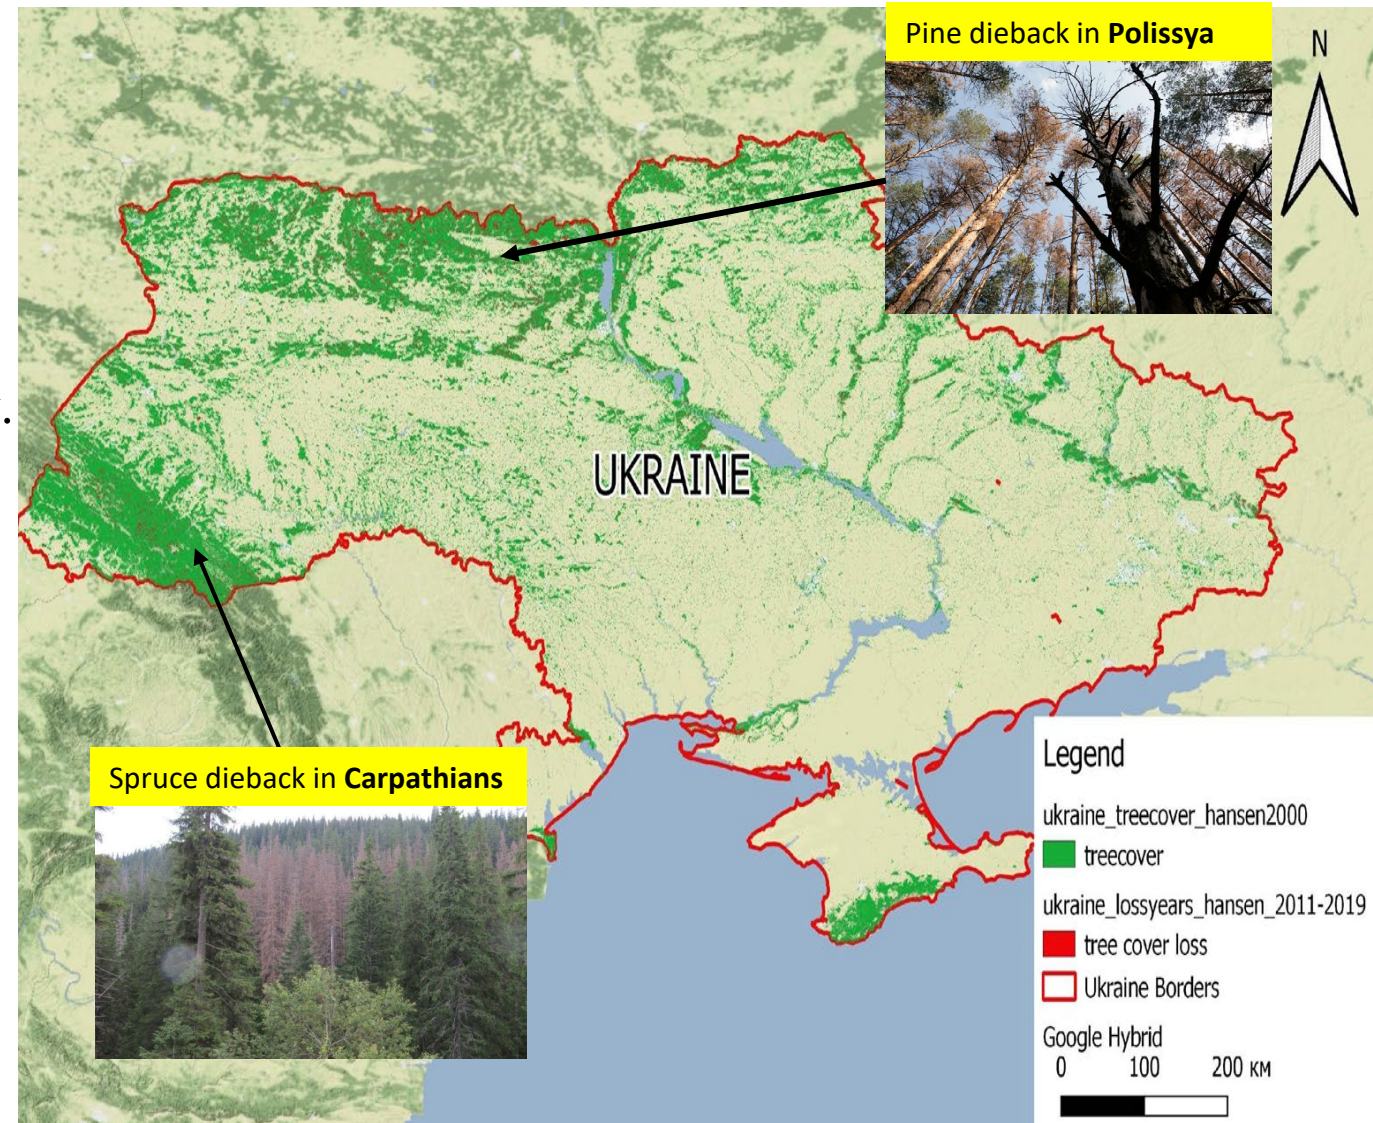 Pine dieback in Polissya
N
.
UKRAINE
Spruce dieback in Carpathians
Legend
ukraine_treecover_hansen2000
treecover
ukraine_lossyears_hansen_2011-2019
tree cover loss
Ukraine Borders
Google Hybrid
0 100 200 км